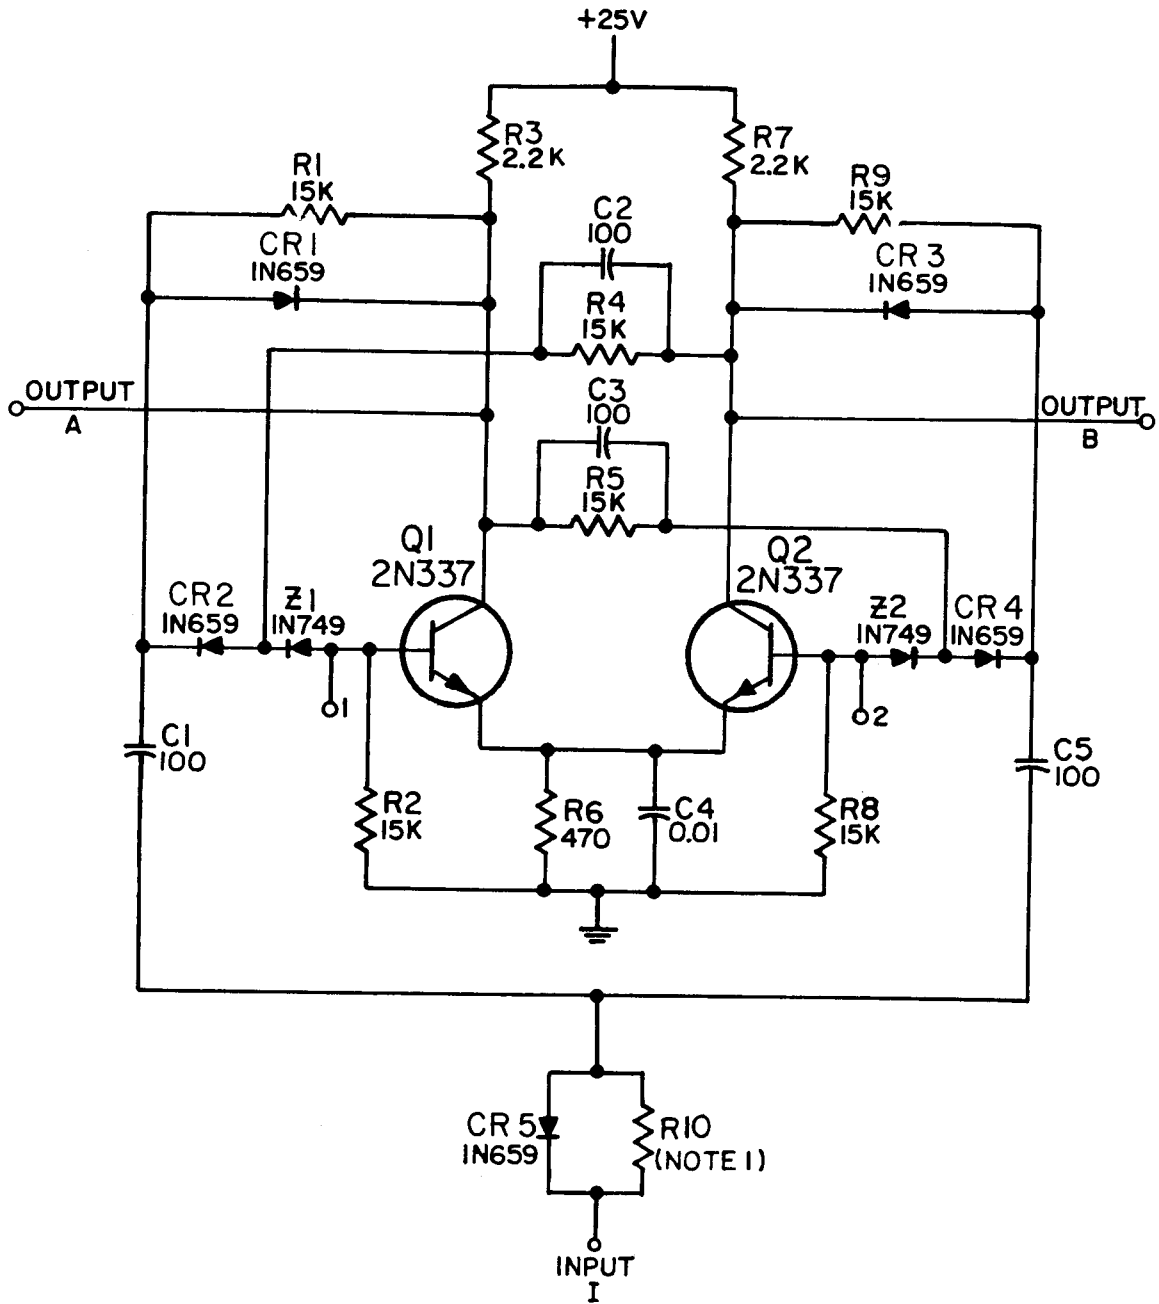 +25V
R3
2.2K
R7
2.2K
R1
15K
R9
15K
C2
100
CR1
1N659
CR 3
1N659
R4
15K
OUTPUT
A
C3
100
OUTPUT
B
R5
15K
Q1
2N337
Q2
2N337
CR2
1N659
Z1
1N749
Z2
1N749
CR4
1N659
1
2
C1
100
C5
100
R2
15K
R6
470
C4
0.01
R8
15K
CR5
1N659
R10
(NOTE 1)
INPUT
I